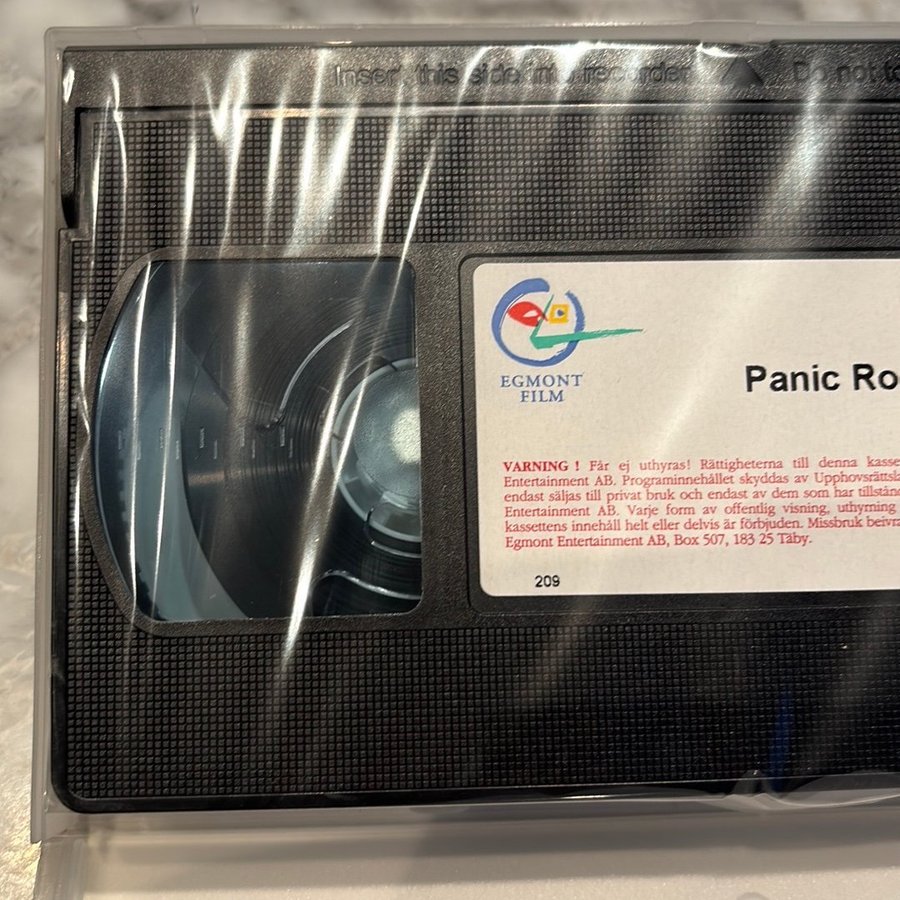 Insert this side into recorder Do not to
EGMONT
FILM
Panic Ro
VARNING ! Får ej uthyras! Rättigheterna till denna kasse
Entertainment AB. Programinnehållet skyddas av Upphovsrättsla
endast säljas till privat bruk och endast av dem som har tillstånd
Entertainment AB. Varje form av offentlig visning, uthyrning
kassettens innehåll helt eller delvis är förbjuden. Missbruk beivra
Egmont Entertainment AB, Box 507, 183 25 Täby.
209